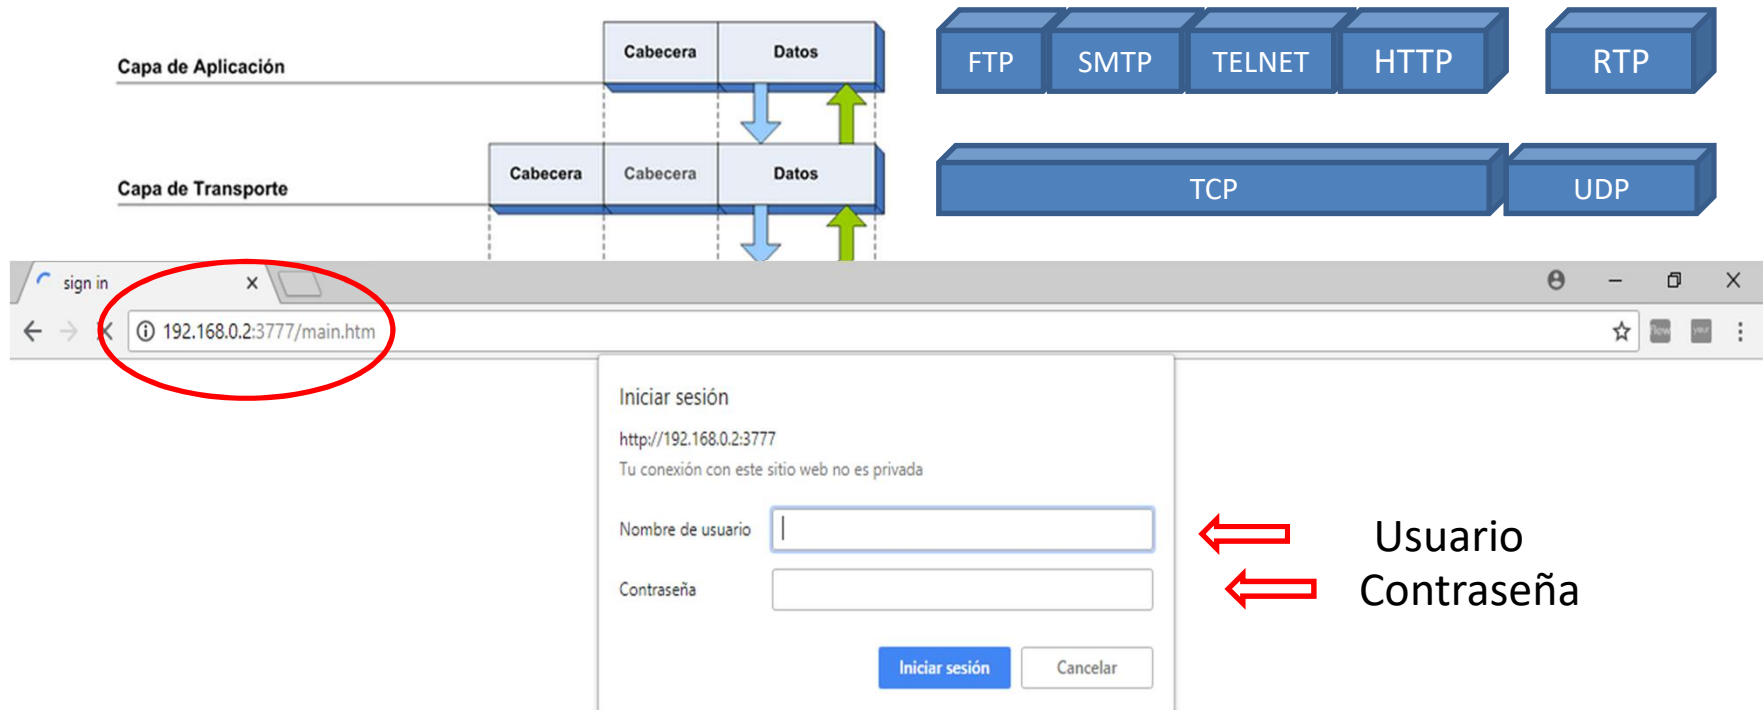 Capa de Aplicación
Cabecera Datos
FTP SMTP TELNET HTTP RTP
Capa de Transporte
Cabecera Cabecera Datos
TCP UDP
sign in
192.168.0.2:3777/main.htm
flow your
Iniciar sesión
http://192.168.0.2:3777
Tu conexión con este sitio web no es privada
Nombre de usuario
Usuario
Contraseña
Contraseña
Iniciar sesión Cancelar